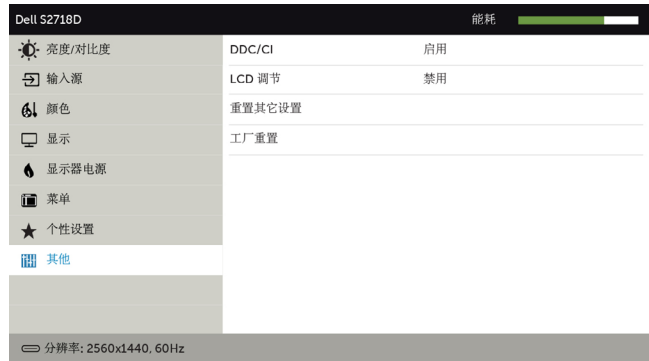 Dell S2718D 能耗
亮度/对比度
DDC/CI 启用
输入源
LCD 调节 禁用
颜色
重置其它设置
显示
工厂重置
显示器电源
菜单
个性设置
其他
分辨率: 2560x1440, 60Hz